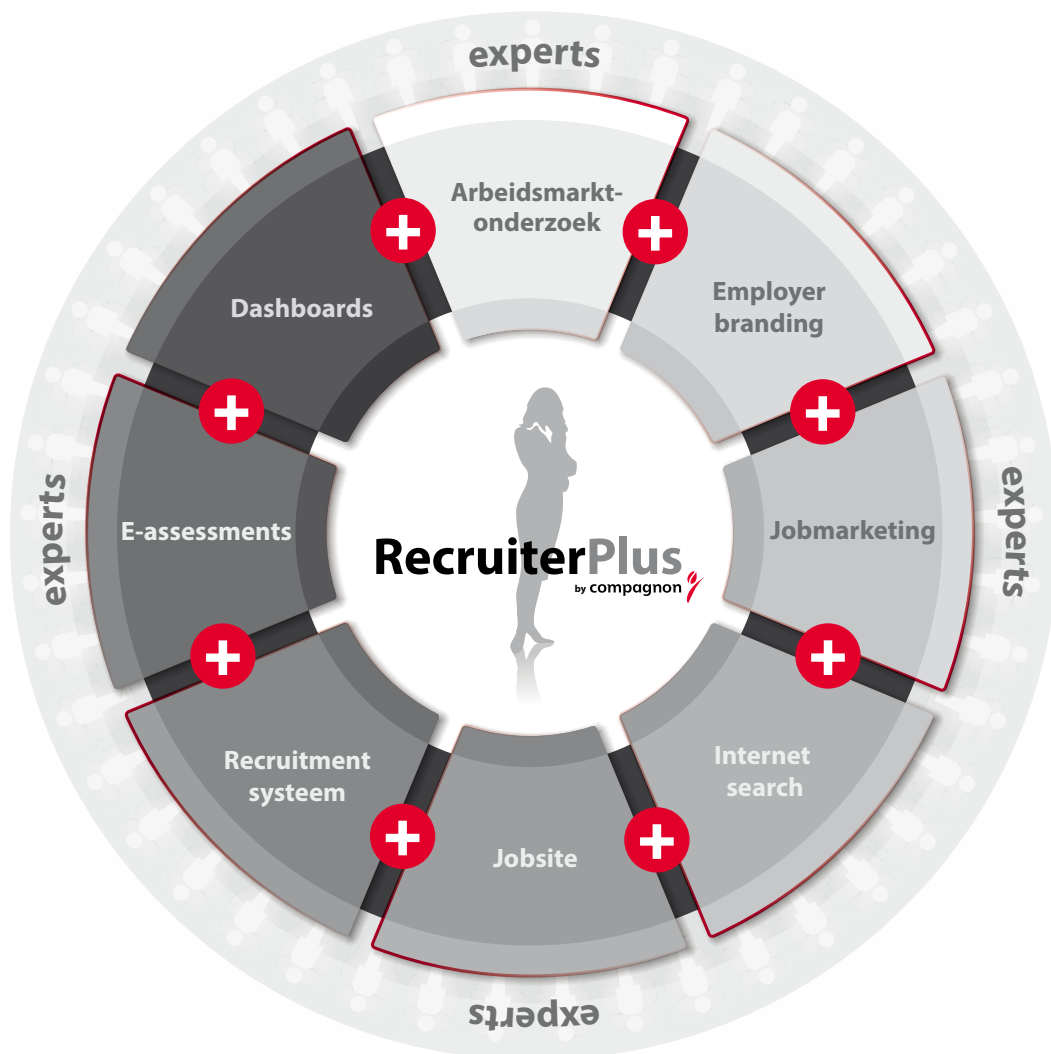 experts
Arbeidsmarkt-
onderzoek
Employer
branding
Jobmarketing
experts
Internet
search
Jobsite
experts
Recruitment
systeem
E-assessments
experts
Dashboards
RecruiterPlus
by compagnon